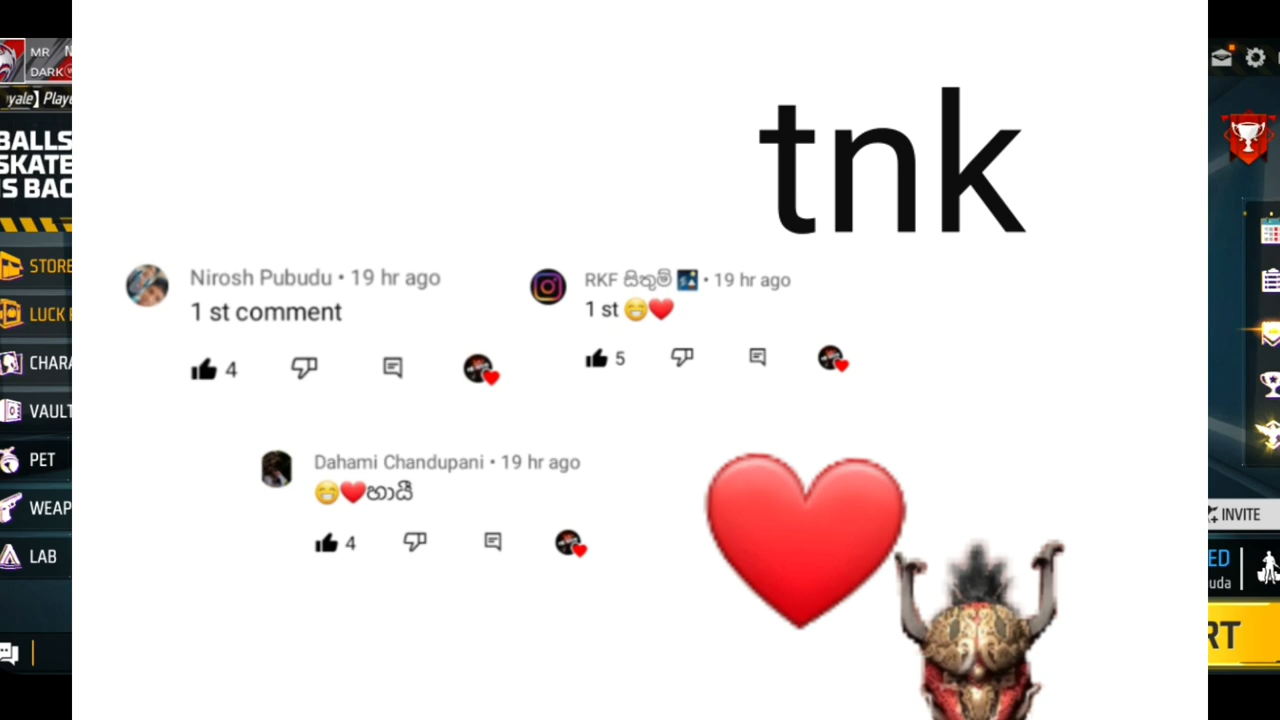 MR
DARK
yale】Playe
BALLS
SKATE
IS BAC
STORE
LUCK
CHARA
VAULT
PET
WEAP
LAB
tnk
Nirosh Pubudu • 19 hr ago
1 st comment
4
RKF සිතුම් • 19 hr ago
1 st 😁❤️
5
Dahami Chandupani • 19 hr ago
😁❤️හායී
4
INVITE
ED
uda
RT